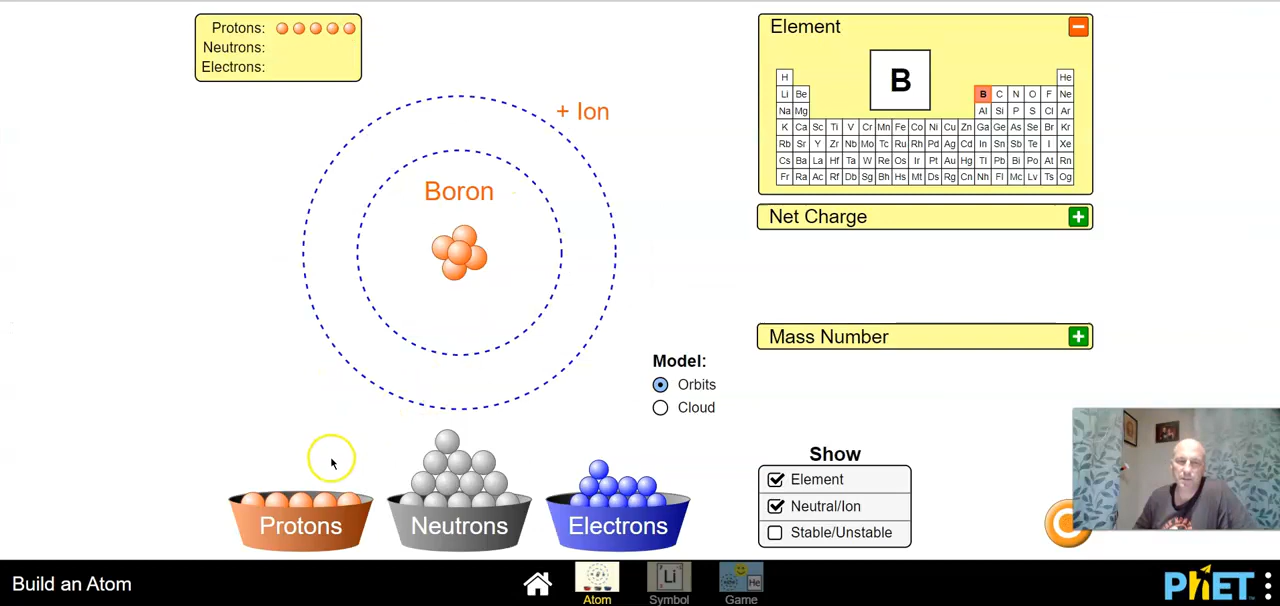 Protons:
Neutrons:
Electrons:
+ Ion
Boron
Element
B
H He
Li Be B C N O F Ne
Na Mg Al Si P S Cl Ar
K Ca Sc Ti V Cr Mn Fe Co Ni Cu Zn Ga Ge As Se Br Kr
Rb Sr Y Zr Nb Mo Tc Ru Rh Pd Ag Cd In Sn Sb Te I Xe
Cs Ba La Hf Ta W Re Os Ir Pt Au Hg Tl Pb Bi Po At Rn
Fr Ra Ac Rf Db Sg Bh Hs Mt Ds Rg Cn Nh Fl Mc Lv Ts Og
Net Charge
Mass Number
Model:
Orbits
Cloud
Protons
Neutrons
Electrons
Show
Element
Neutral/Ion
Stable/Unstable
Build an Atom
Atom
Li
Symbol
He
Game
PhET